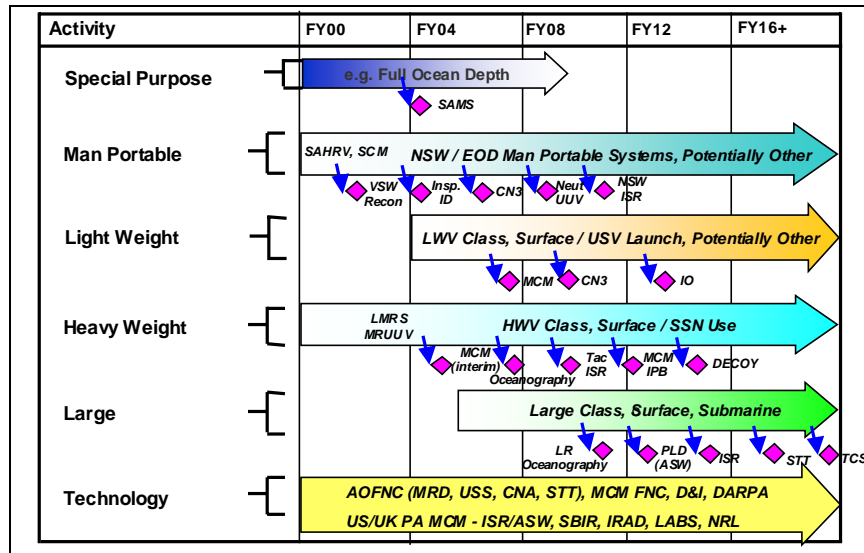 Activity FY00 FY04 FY08 FY12 FY16+
Special Purpose
e.g. Full Ocean Depth
SAMS
Man Portable
SAHRV, SCM
NSW / EOD Man Portable Systems, Potentially Other
VSW
Recon
Insp.
ID
CN3
Neut
UUV
NSW
ISR
Light Weight
LWV Class, Surface / USV Launch, Potentially Other
MCM
CN3
IO
Heavy Weight
LMRS
MRUUV
HWV Class, Surface / SSN Use
MCM
(interim)
Oceanography
Tac
ISR
MCM
IPB
DECOY
Large
Large Class, Surface, Submarine
LR
Oceanography
PLD
(ASW)
ISR
STT
TCS
Technology
AOFNC (MRD, USS, CNA, STT), MCM FNC, D&I, DARPA
US/UK PA MCM - ISR/ASW, SBIR, IRAD, LABS, NRL